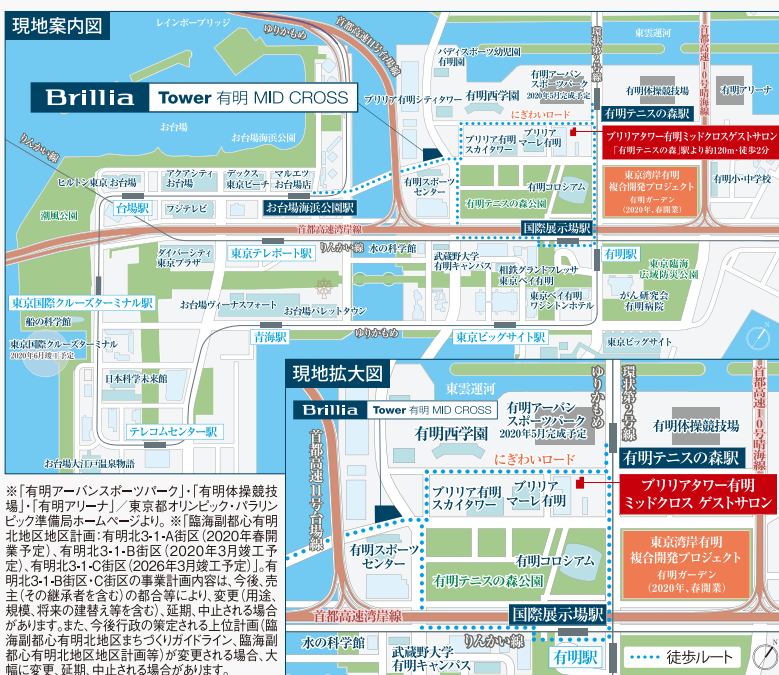 現地案内図
レインボーブリッジ
ゆりかもめ
首都高速11号台場線
環状第2号線
東雲運河
首都高速10号晴海線
バディスポーツ幼児園
有明園
有明アーバン
スポーツパーク
2020年5月完成予定
有明体操競技場
有明アリーナ
Brillia Tower 有明 MID CROSS
ブリリア有明シティタワー
有明西学園
有明テニスの森駅
にぎわいロード
お台場
お台場海浜公園
ブリリア有明
スカイタワー
ブリリア
マーレ有明
ブリリアタワー有明ミッドクロスゲストサロン
「有明テニスの森」駅より約120m・徒歩2分
りんかい線
ヒルトン東京お台場
アクアシティ
お台場
デックス
東京ビーチ
マルエツ
お台場店
有明スポーツ
センター
有明コロシアム
東京湾岸有明
複合開発プロジェクト
有明ガーデン
(2020年、春開業)
有明小・中学校
潮風公園
台場駅
フジテレビ
お台場海浜公園駅
有明テニスの森公園
国際展示場駅
首都高速湾岸線
ダイバーシティ
東京プラザ
東京テレポート駅
りんかい線
水の科学館
武蔵野大学
有明キャンパス
相鉄グランドフレッサ
東京ベイ有明
有明駅
東京臨海
広域防災公園
東京国際クルーズターミナル駅
お台場ヴィーナスフォート
お台場パレットタウン
東京ベイ有明
ワシントンホテル
がん研究会
有明病院
船の科学館
東京国際クルーズターミナル
2020年6月竣工予定
青海駅
ゆりかもめ
東京ビッグサイト駅
東京ビッグサイト
日本科学未来館
テレコムセンター駅
お台場大江戸温泉物語
現地拡大図
東雲運河
ゆりかもめ
環状第2号線
首都高速10号晴海線
Brillia Tower 有明 MID CROSS
有明アーバン
スポーツパーク
2020年5月完成予定
有明西学園
有明体操競技場
首都高速11号台場線
にぎわいロード
有明テニスの森駅
ブリリア有明
スカイタワー
ブリリア
マーレ有明
ブリリアタワー有明
ミッドクロス ゲストサロン
有明スポーツ
センター
有明コロシアム
有明テニスの森公園
東京湾岸有明
複合開発プロジェクト
有明ガーデン
(2020年、春開業)
首都高速湾岸線
国際展示場駅
水の科学館
りんかい線
武蔵野大学
有明キャンパス
有明駅
徒歩ルート
※「有明アーバンスポーツパーク」・「有明体操競技
場」・「有明アリーナ」／東京都オリンピック・パラリン
ピック準備局ホームページより。※「臨海副都心有明
北地区地区計画：有明北3-1-A街区（2020年春開
業予定）、有明北3-1-B街区（2020年3月竣工予
定）、有明北3-1-C街区（2026年3月竣工予定）」。有
明北3-1-B街区・C街区の事業計画内容は、今後、売
主（その継承者を含む）の都合等により、変更（用途、
規模、将来の建替え等を含む）、延期、中止される場合
があります。また、今後行政の策定される上位計画（臨
海副都心有明北地区まちづくりガイドライン、臨海副
都心有明北地区地区計画等）が変更される場合、大
幅に変更、延期、中止される場合があります。